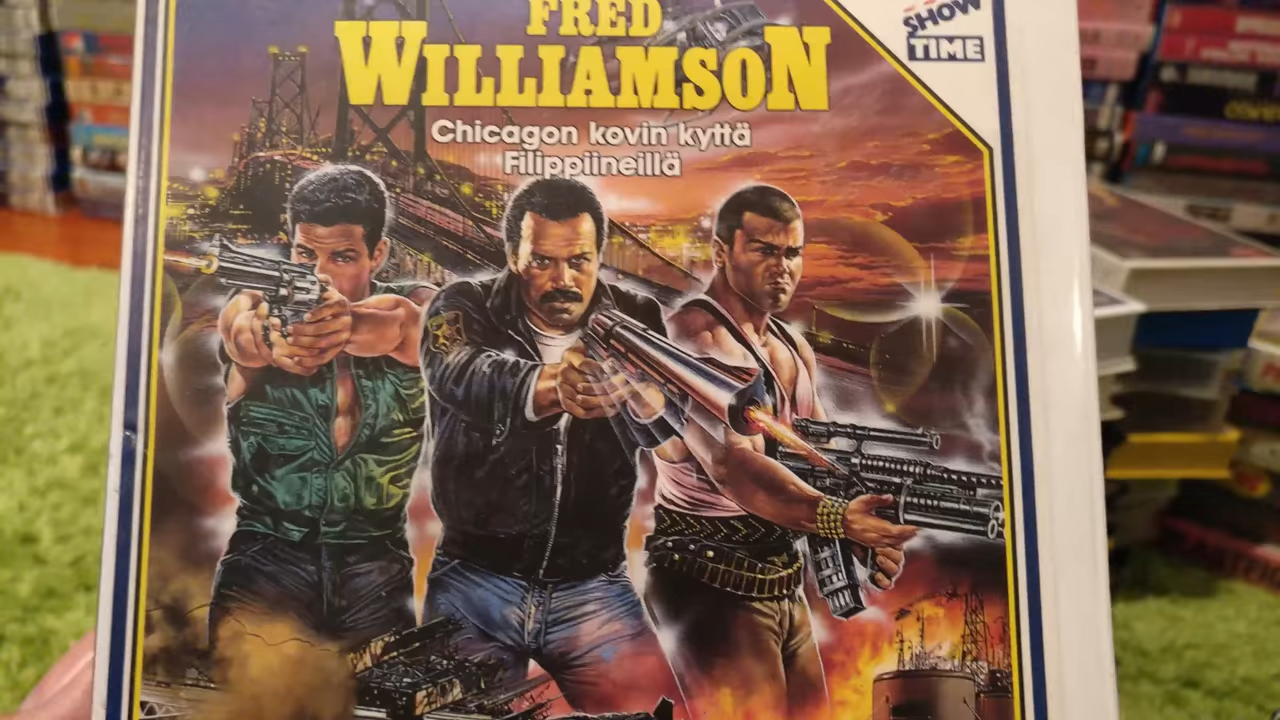 FRED
WILLIAMSON
SHOW
TIME
Chicagon kovin kyttä
Filippiineillä